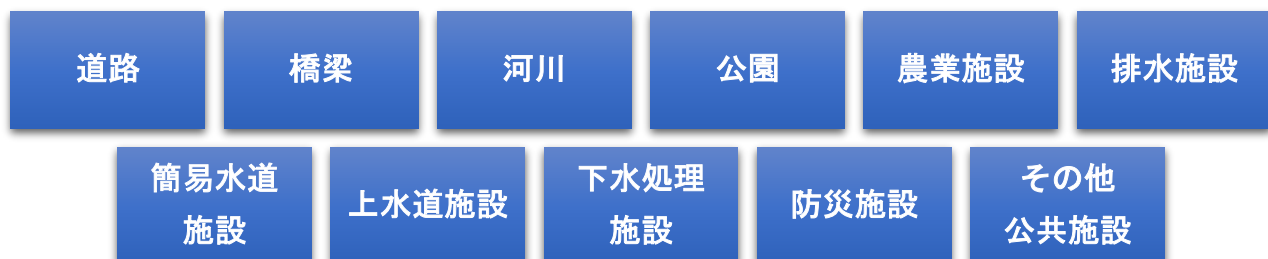 道路
橋梁
河川
公園
農業施設
排水施設
簡易水道
施設
上水道施設
下水処理
施設
防災施設
その他
公共施設